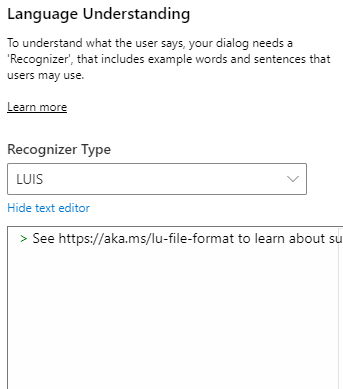 Language Understanding
To understand what the user says, your dialog needs a
'Recognizer', that includes example words and sentences that
users may use.
Learn more
Recognizer Type
LUIS
Hide text editor
> See https://aka.ms/lu-file-format to learn about su